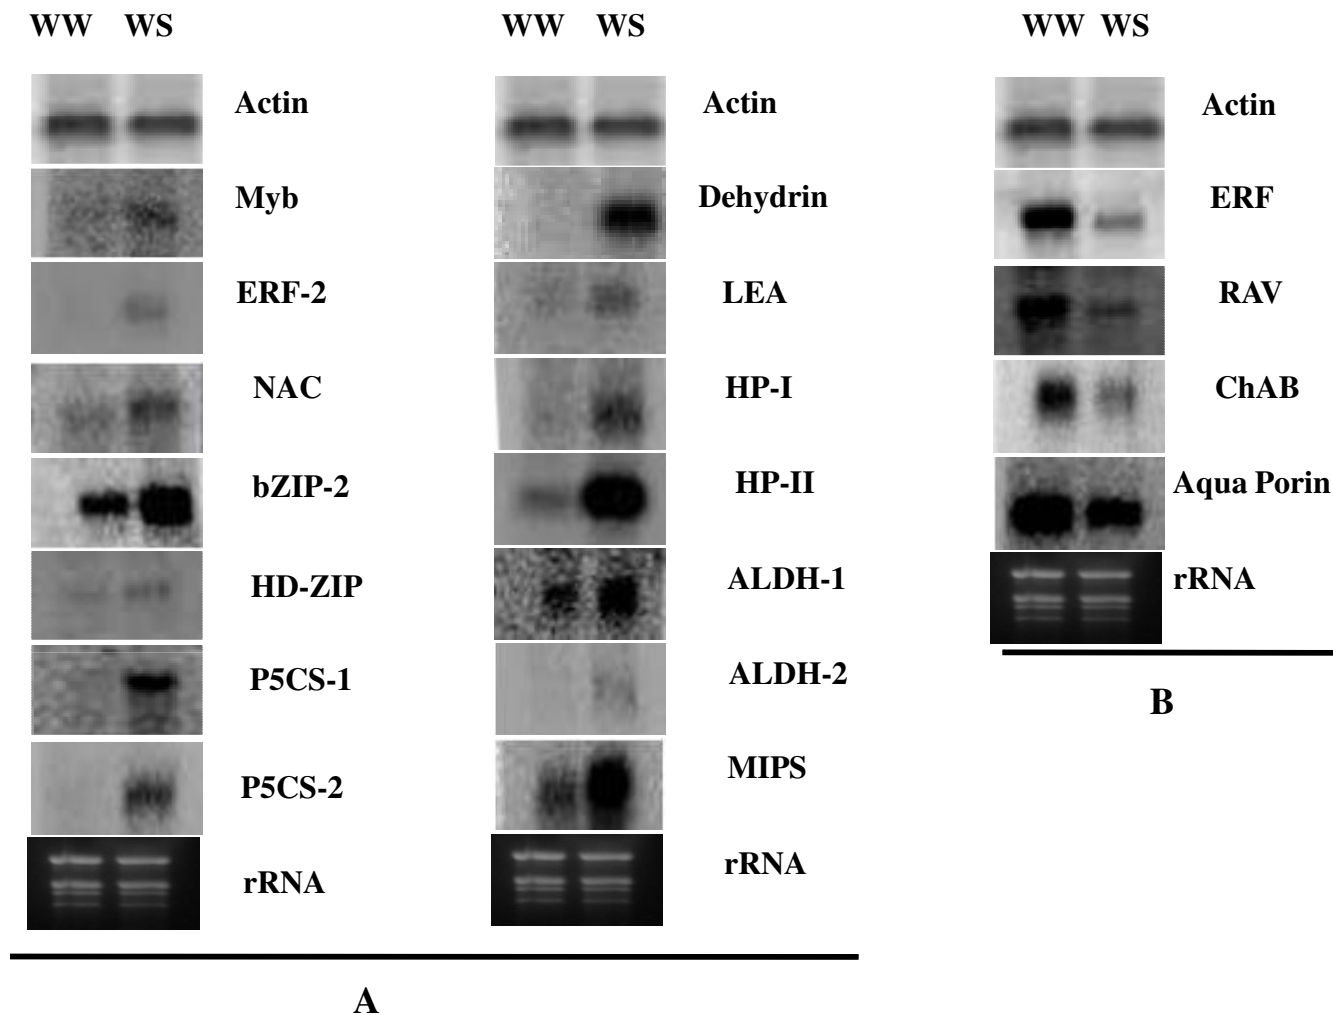 WW WS
Actin
Myb
ERF-2
NAC
bZIP-2
HD-ZIP
P5CS-1
P5CS-2
rRNA
WW WS
Actin
Dehydrin
LEA
HP-I
HP-II
ALDH-1
ALDH-2
MIPS
rRNA
A
WW WS
Actin
ERF
RAV
ChAB
Aqua Porin
rRNA
B